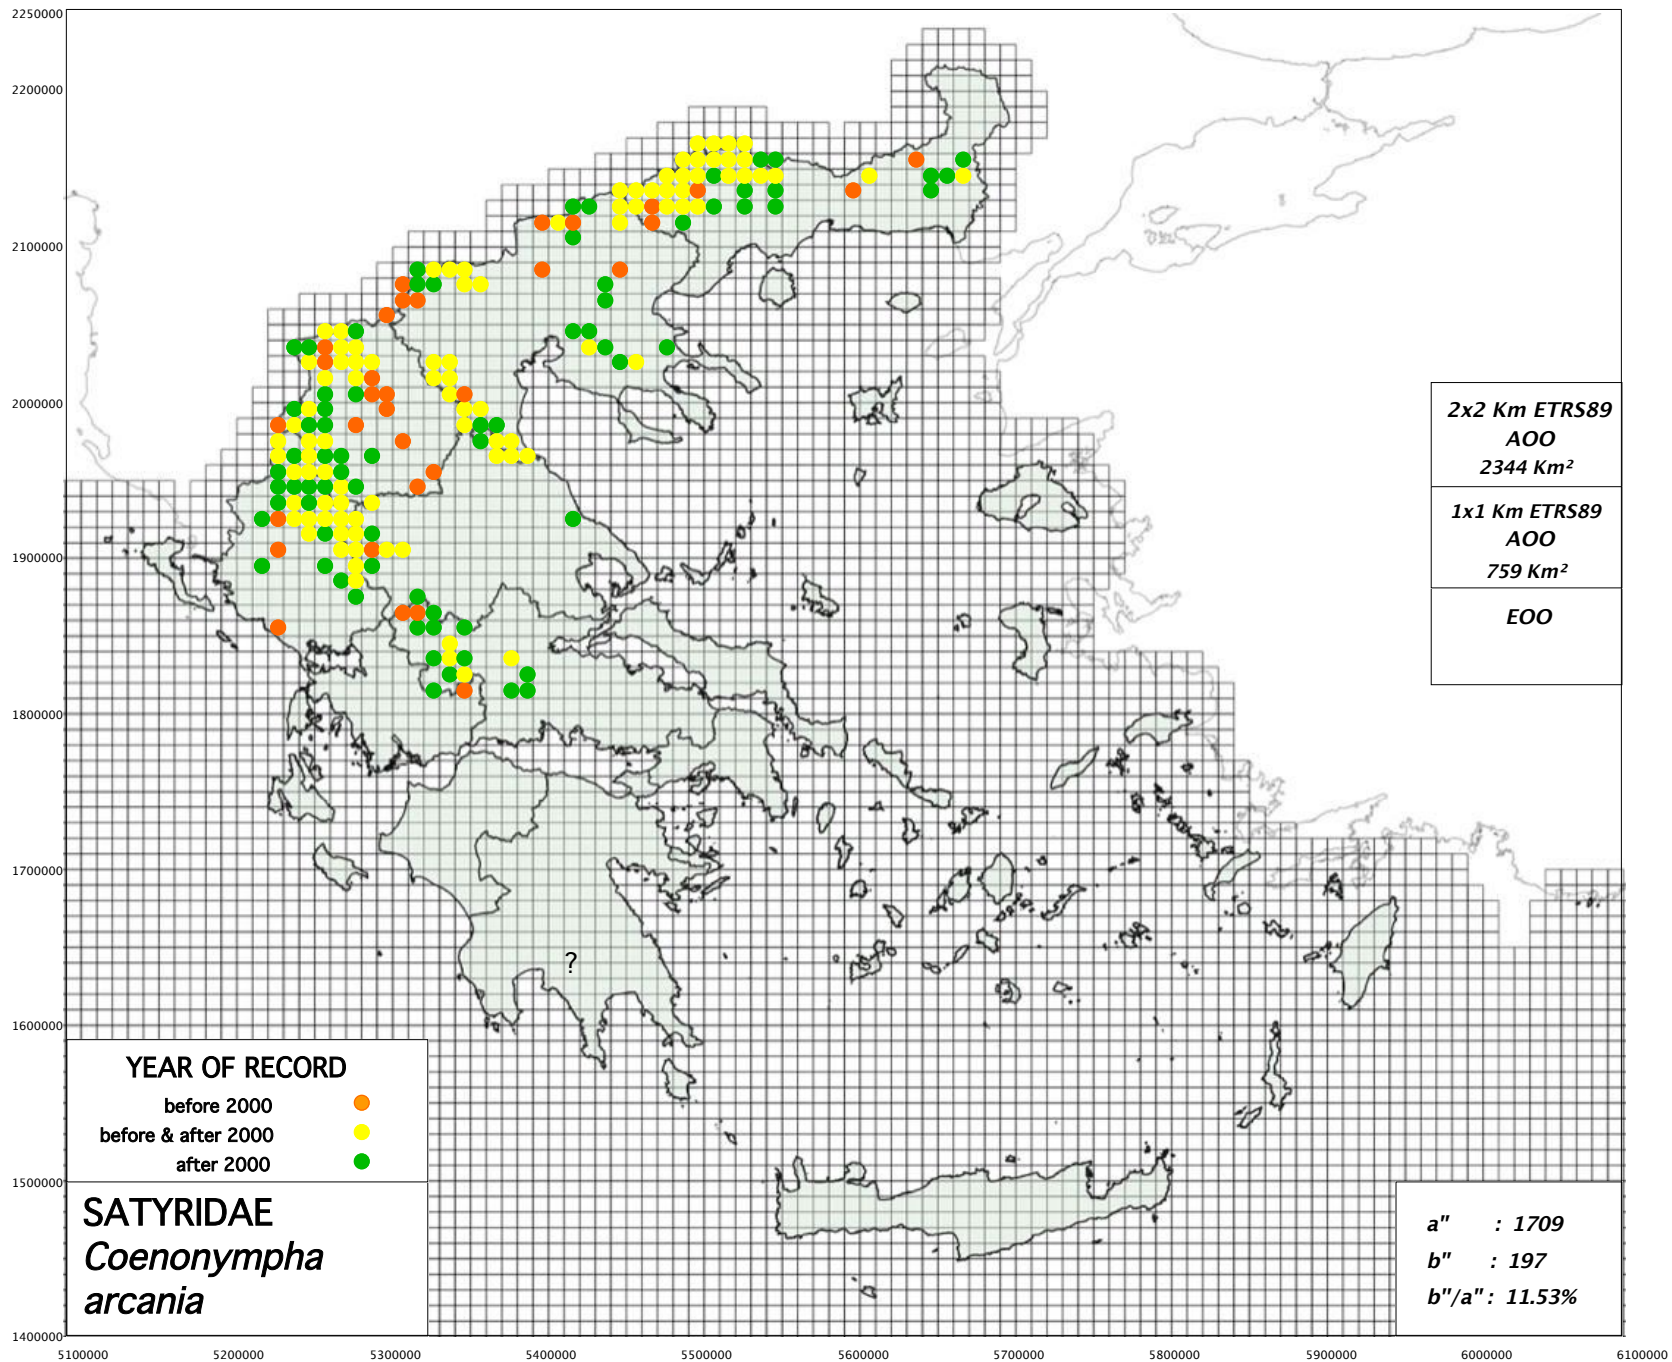 2250000
2200000
2100000
2000000
1900000
1800000
1700000
1600000
1500000
1400000
2x2 Km ETRS89
AOO
2344 Km²
1x1 Km ETRS89
AOO
759 Km²
EOO
?
YEAR OF RECORD
before 2000
before & after 2000
after 2000
SATYRIDAE
Coenonympha
arcania
a" : 1709
b" : 197
b"/a" : 11.53%
5100000 5200000 5300000 5400000 5500000 5600000 5700000 5800000 5900000 6000000 6100000